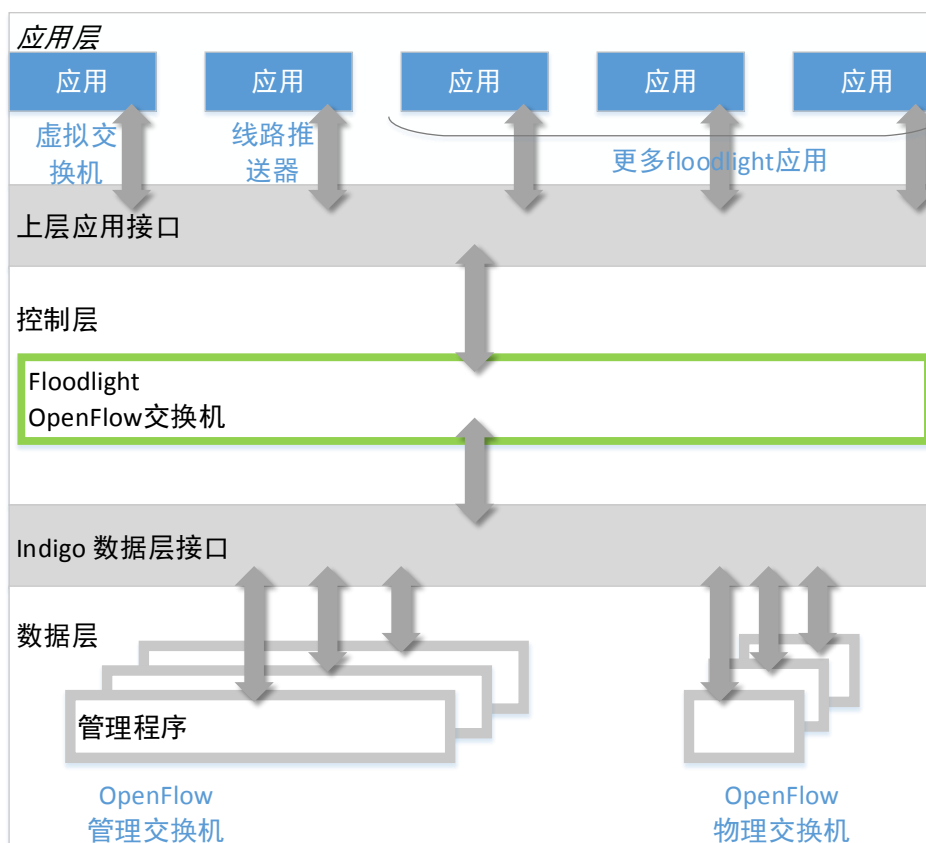 应用层
应用 应用 应用 应用 应用
虚拟交
换机
线路推
送器
更多floodlight应用
上层应用接口
控制层
Floodlight
OpenFlow交换机
Indigo 数据层接口
数据层
管理程序
OpenFlow
管理交换机
OpenFlow
物理交换机